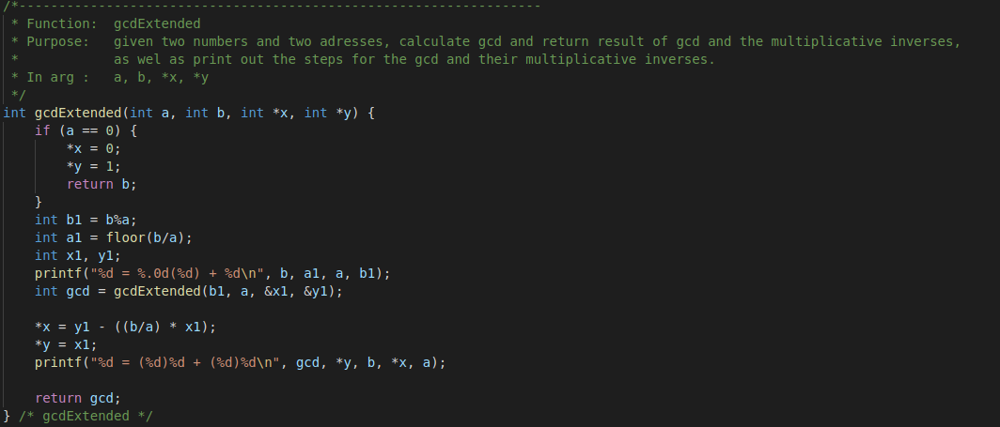 /*------------------------------------------------------------------
 * Function:  gcdExtended
 * Purpose:   given two numbers and two adresses, calculate gcd and return result of gcd and the multiplicative inverses,
 *            as wel as print out the steps for the gcd and their multiplicative inverses.
 * In arg :   a, b, *x, *y
 */
int gcdExtended(int a, int b, int *x, int *y) {
    if (a == 0) {
        *x = 0;
        *y = 1;
        return b;
    }
    int b1 = b%a;
    int a1 = floor(b/a);
    int x1, y1;
    printf("%d = %.0d(%d) + %d\n", b, a1, a, b1);
    int gcd = gcdExtended(b1, a, &x1, &y1);

    *x = y1 - ((b/a) * x1);
    *y = x1;
    printf("%d = (%d)%d + (%d)%d\n", gcd, *y, b, *x, a);

    return gcd;
} /* gcdExtended */